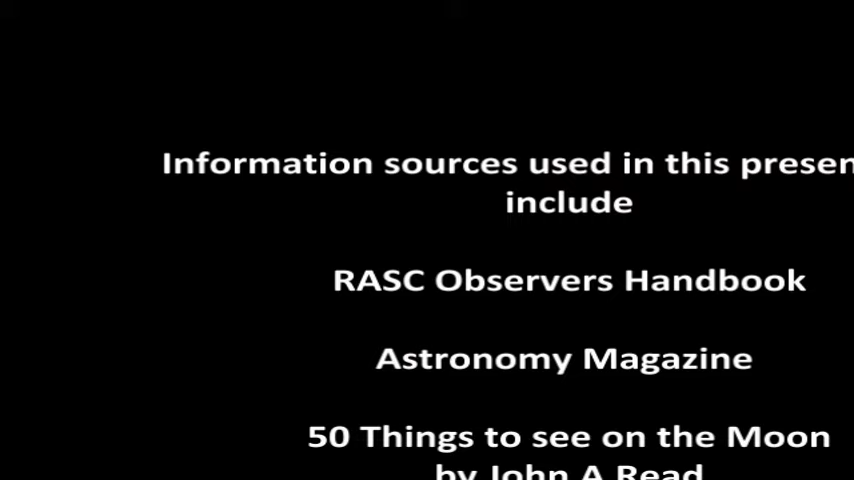 Information sources used in this presen
include
RASC Observers Handbook
Astronomy Magazine
50 Things to see on the Moon
by John A Read